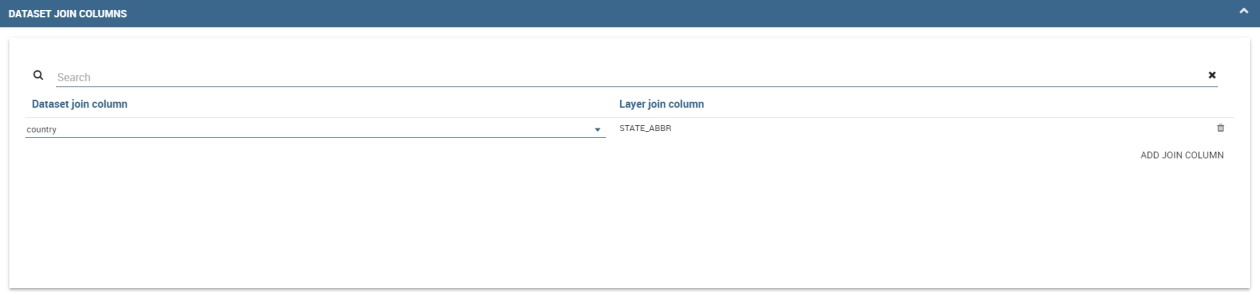 DATASET JOIN COLUMNS
Search
Dataset join column Layer join column
country STATE_ABBR
ADD JOIN COLUMN